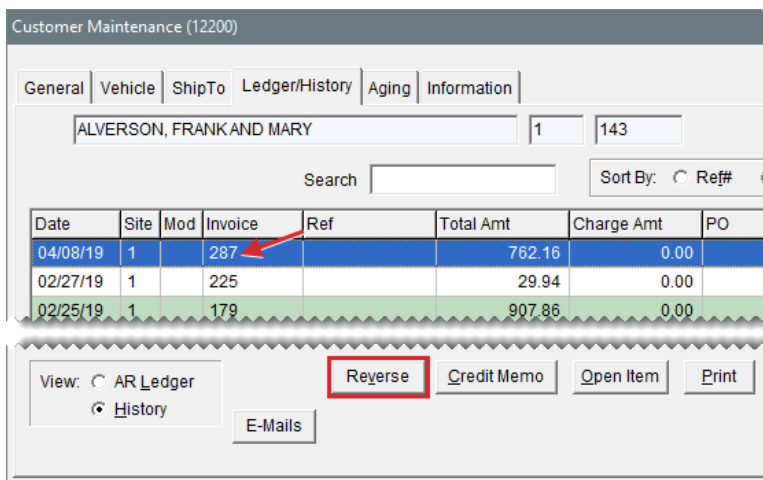 Customer Maintenance (12200)
General Vehicle ShipTo Ledger/History Aging Information
ALVERSON, FRANK AND MARY 1 143
Search Sort By: Ref#
Date Site Mod Invoice Ref Total Amt Charge Amt PO
04/08/19 1 287 762.16 0.00
02/27/19 1 225 29.94 0.00
02/25/19 1 179 907.86 0.00
View: AR Ledger Reverse Credit Memo Open Item Print
History
E-Mails